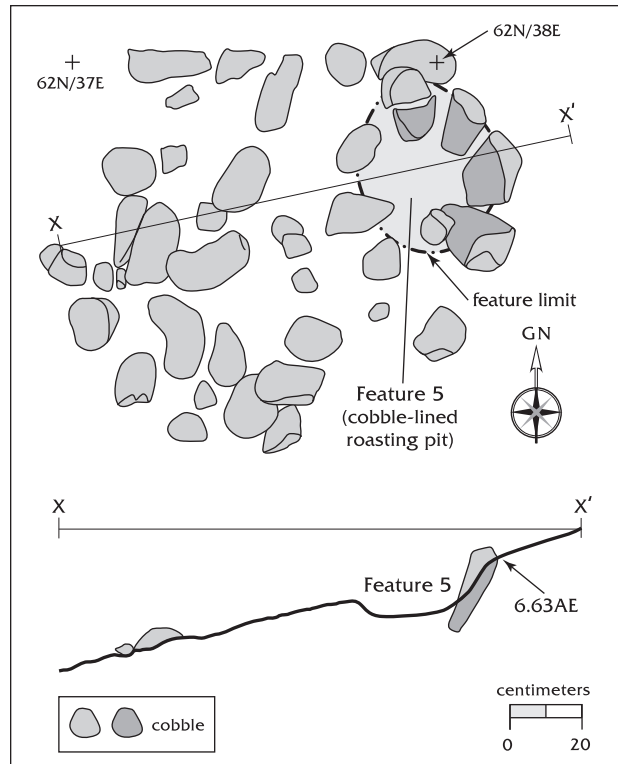 62N/38E
62N/37E
X'
X
feature limit
GN
Feature 5
(cobble-lined
roasting pit)
X
X'
Feature 5
6.63AE
centimeters
cobble
0 20